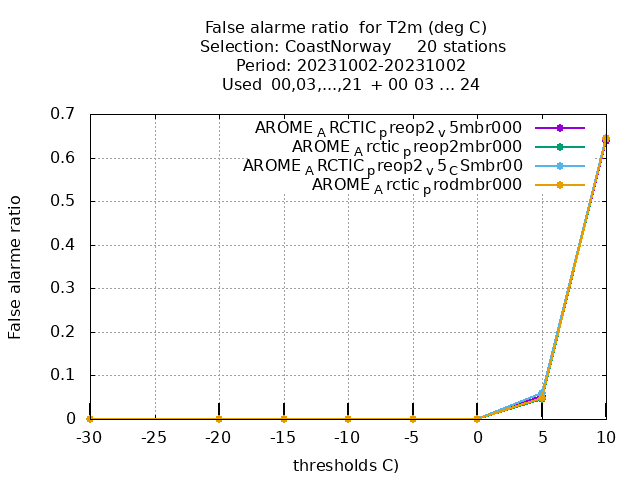 False alarme ratio  for T2m (deg C)
Selection: CoastNorway     20 stations
Period: 20231002-20231002
Used  00,03,...,21  + 00 03 ... 24
AROME_ARCTIC_preop2_v5mbr000
AROME_Arctic_preop2mbr000
AROME_ARCTIC_preop2_v5_CSmbr00
AROME_Arctic_prodmbr000
0.7
0.6
0.5
0.4
0.3
0.2
0.1
0
False alarme ratio
-30 -25 -20 -15 -10 -5 0 5 10
thresholds C)